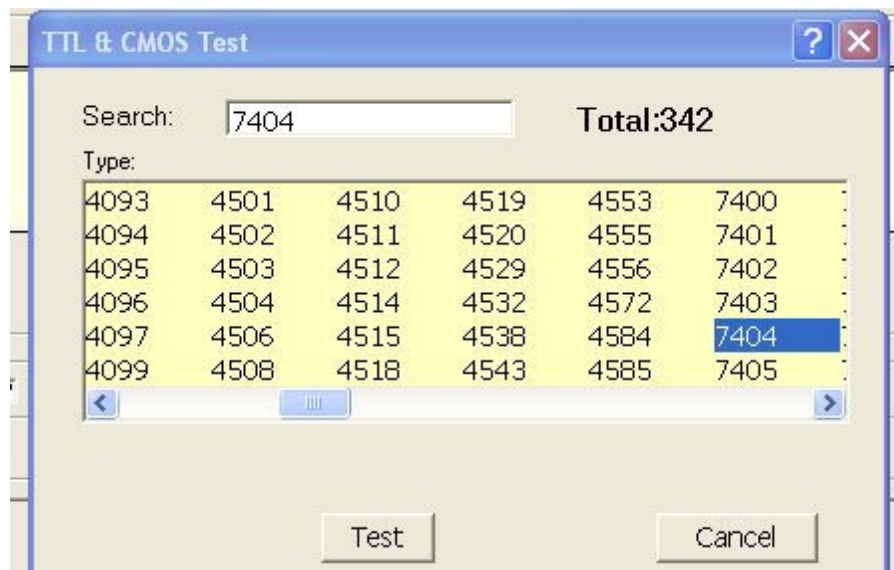 TTL & CMOS Test
Search: 7404 Total:342
Type:
4093 4501 4510 4519 4553 7400
4094 4502 4511 4520 4555 7401
4095 4503 4512 4529 4556 7402
4096 4504 4514 4532 4572 7403
4097 4506 4515 4538 4584 7404
4099 4508 4518 4543 4585 7405
Test Cancel